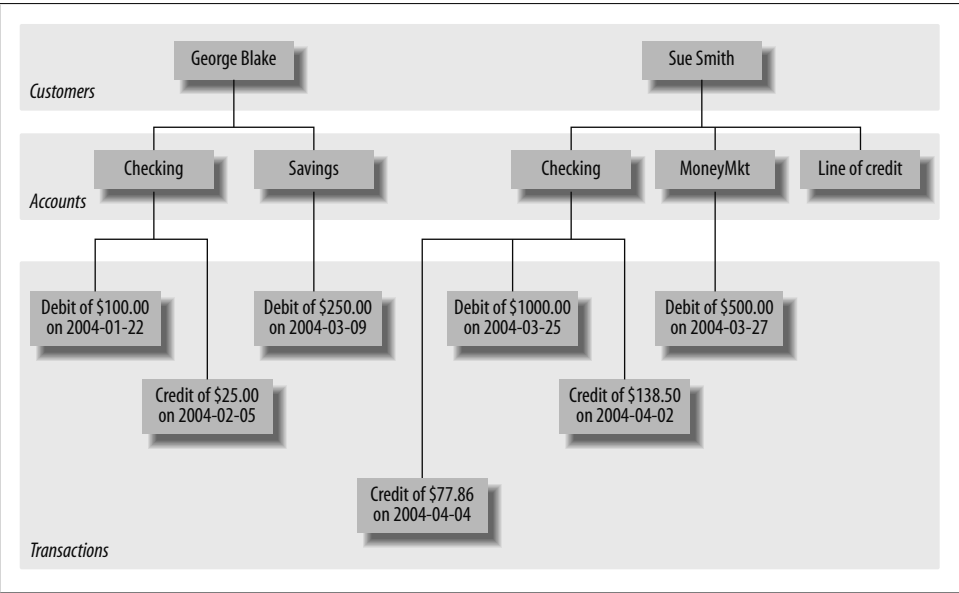 George Blake
Sue Smith
Customers
Checking
Savings
Checking
MoneyMkt
Line of credit
Accounts
Debit of $100.00
on 2004-01-22
Debit of $250.00
on 2004-03-09
Debit of $1000.00
on 2004-03-25
Debit of $500.00
on 2004-03-27
Credit of $25.00
on 2004-02-05
Credit of $138.50
on 2004-04-02
Credit of $77.86
on 2004-04-04
Transactions